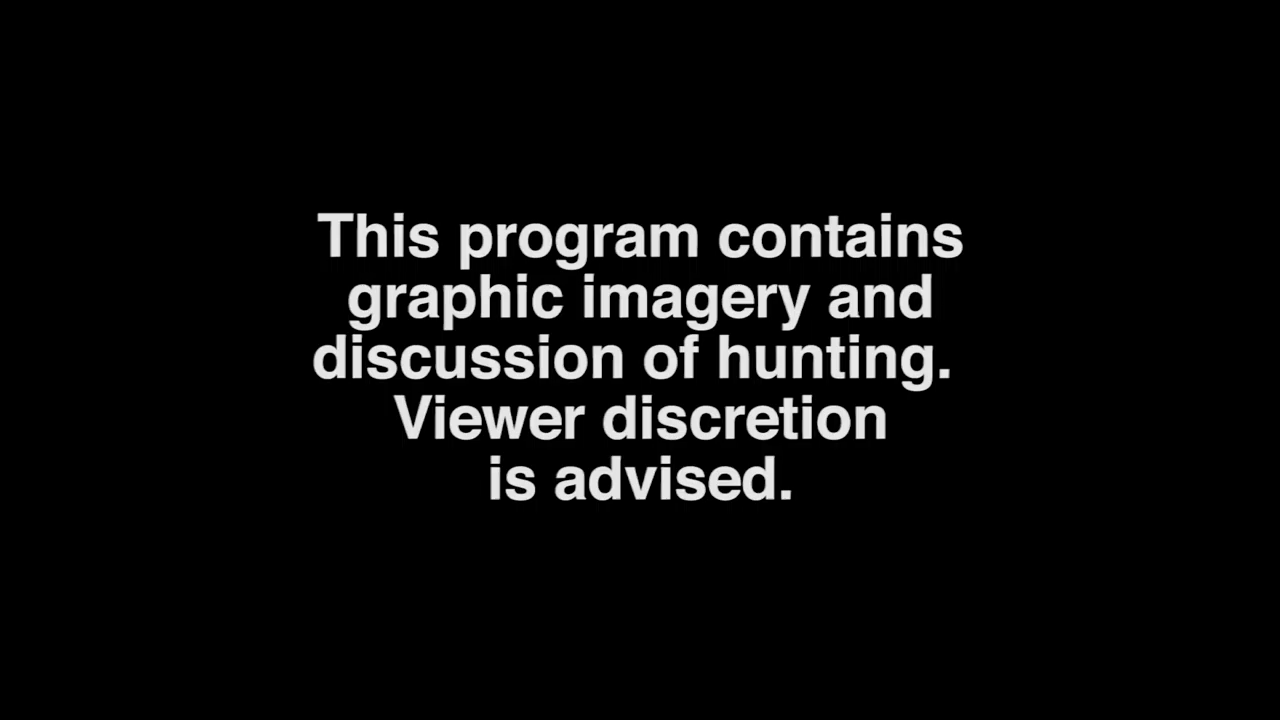 This program contains
graphic imagery and
discussion of hunting.
Viewer discretion
is advised.